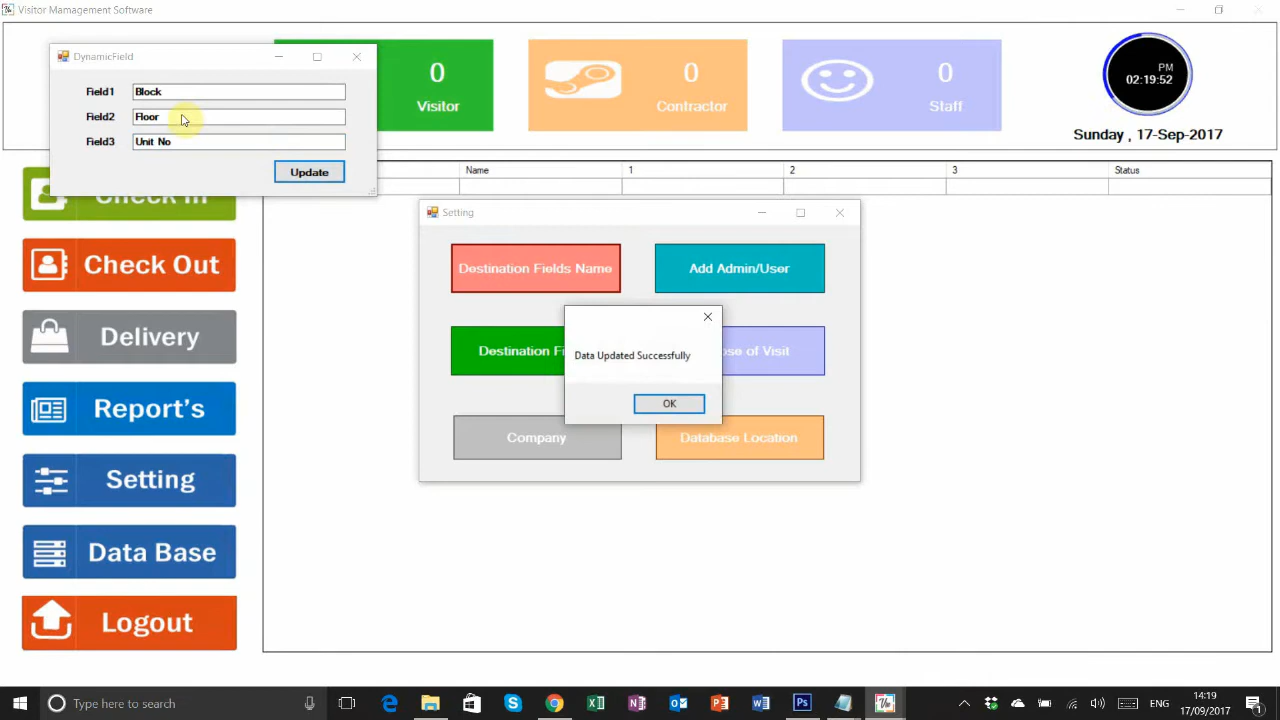 Visitor Mamagement Software
DynamicField
Field1 Block
Field2 Floor
Field3 Unit No
Update
0
Visitor
0
Contractor
0
Staff
PM
02:19:52
Sunday , 17-Sep-2017
Name 1 2 3 Status
Check In
Check Out
Delivery
Report's
Setting
Data Base
Logout
Setting
Destination Fields Name
Add Admin/User
Destination Fi
ose of Visit
Company
Database Location
Data Updated Successfully
OK
Type here to search
ENG
14:19
17/09/2017